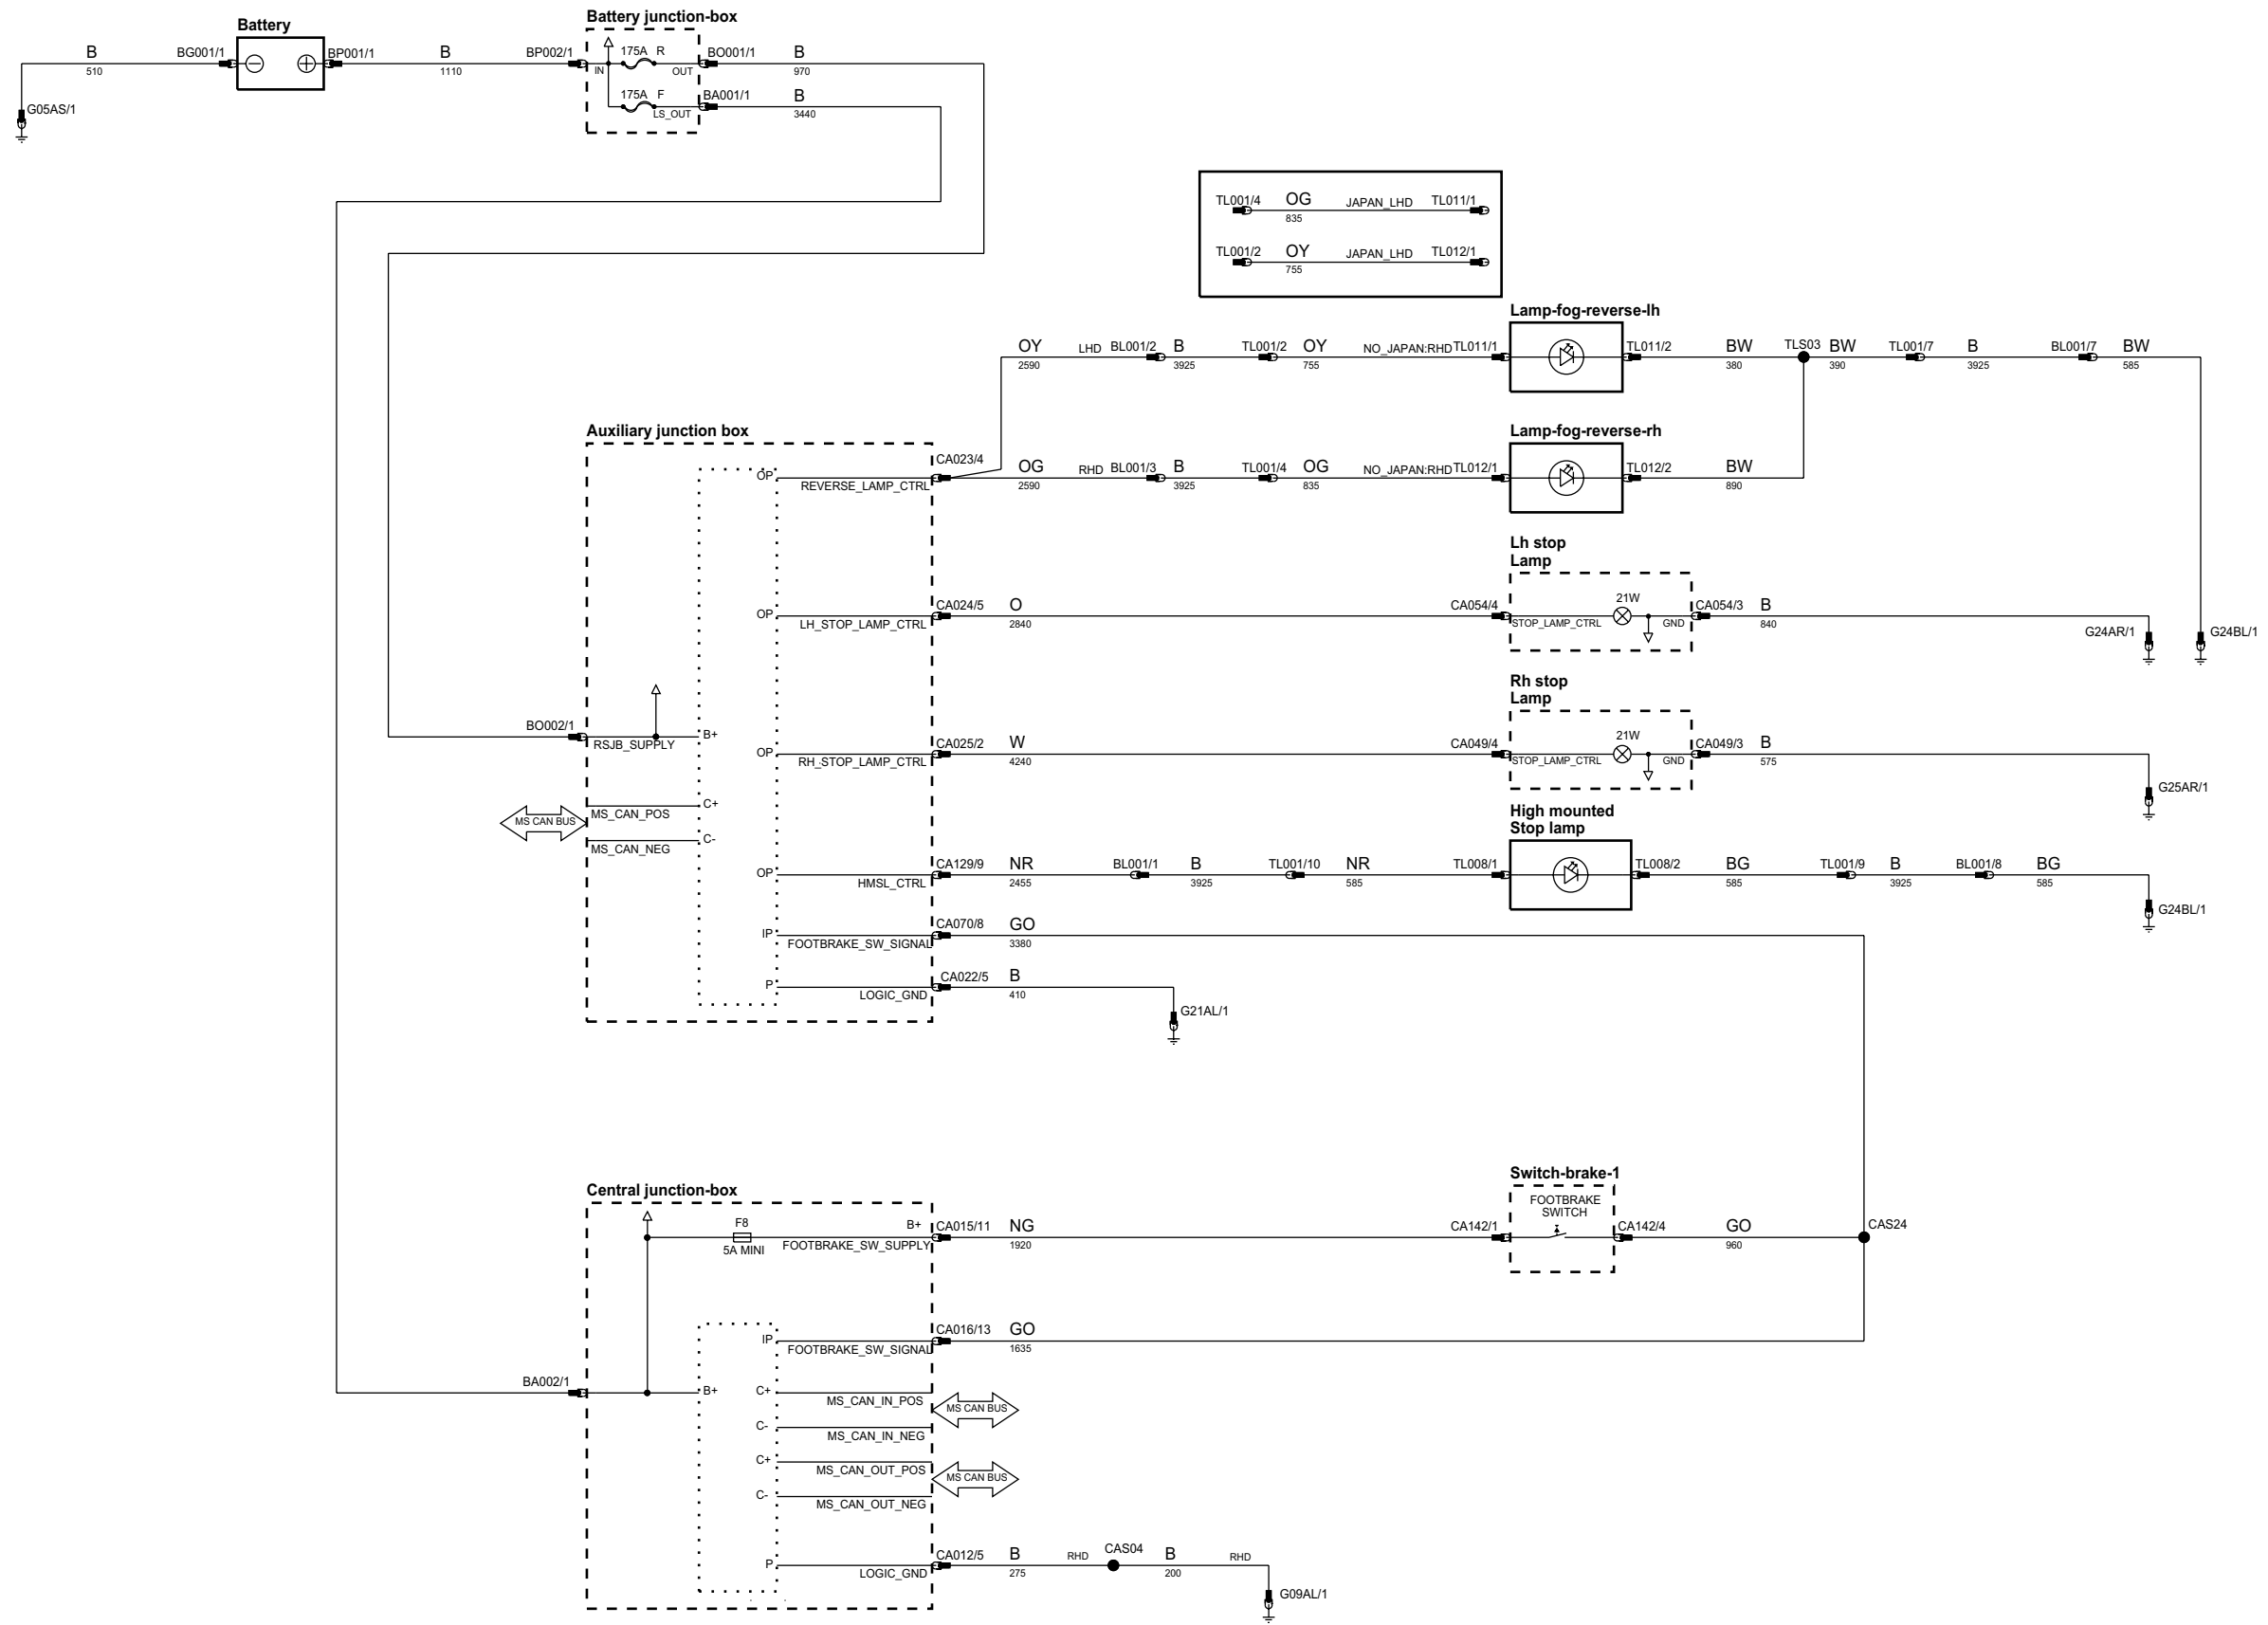 Battery
B
510
BG001/1
BP001/1
B
1110
BP002/1
G05AS/1
Battery junction-box
175A R
IN
OUT
BO001/1
B
970
175A F
LS_OUT
BA001/1
B
3440
TL001/4
OG
835
JAPAN_LHD
TL011/1
TL001/2
OY
755
JAPAN_LHD
TL012/1
Lamp-fog-reverse-lh
OY
2590
LHD
BL001/2
B
3925
TL001/2
OY
755
NO_JAPAN:RHD
TL011/1
TL011/2
BW
380
TLS03
BW
390
TL001/7
B
3925
BL001/7
BW
585
Auxiliary junction box
Lamp-fog-reverse-rh
OP
REVERSE_LAMP_CTRL
CA023/4
OG
2590
RHD
BL001/3
B
3925
TL001/4
OG
835
NO_JAPAN:RHD
TL012/1
TL012/2
BW
890
Lh stop
Lamp
OP
LH_STOP_LAMP_CTRL
CA024/5
O
2840
CA054/4
STOP_LAMP_CTRL
21W
GND
CA054/3
B
840
G24AR/1
G24BL/1
Rh stop
Lamp
BO002/1
RSJB_SUPPLY
B+
OP
RH_STOP_LAMP_CTRL
CA025/2
W
4240
CA049/4
STOP_LAMP_CTRL
21W
GND
CA049/3
B
575
G25AR/1
MS CAN BUS
MS_CAN_POS
C+
MS_CAN_NEG
C-
High mounted
Stop lamp
OP
HMSL_CTRL
CA129/9
NR
2455
BL001/1
B
3925
TL001/10
NR
585
TL008/1
TL008/2
BG
585
TL001/9
B
3925
BL001/8
BG
585
G24BL/1
IP
FOOTBRAKE_SW_SIGNAL
CA070/8
GO
3380
P
LOGIC_GND
CA022/5
B
410
G21AL/1
Central junction-box
Switch-brake-1
F8
5A MINI
B+
FOOTBRAKE_SW_SUPPLY
CA015/11
NG
1920
CA142/1
FOOTBRAKE
SWITCH
CA142/4
GO
960
CAS24
IP
FOOTBRAKE_SW_SIGNAL
CA016/13
GO
1635
BA002/1
B+
C+
MS_CAN_IN_POS
C-
MS_CAN_IN_NEG
MS CAN BUS
C+
MS_CAN_OUT_POS
C-
MS_CAN_OUT_NEG
MS CAN BUS
P
LOGIC_GND
CA012/5
B
275
RHD
CAS04
B
200
RHD
G09AL/1